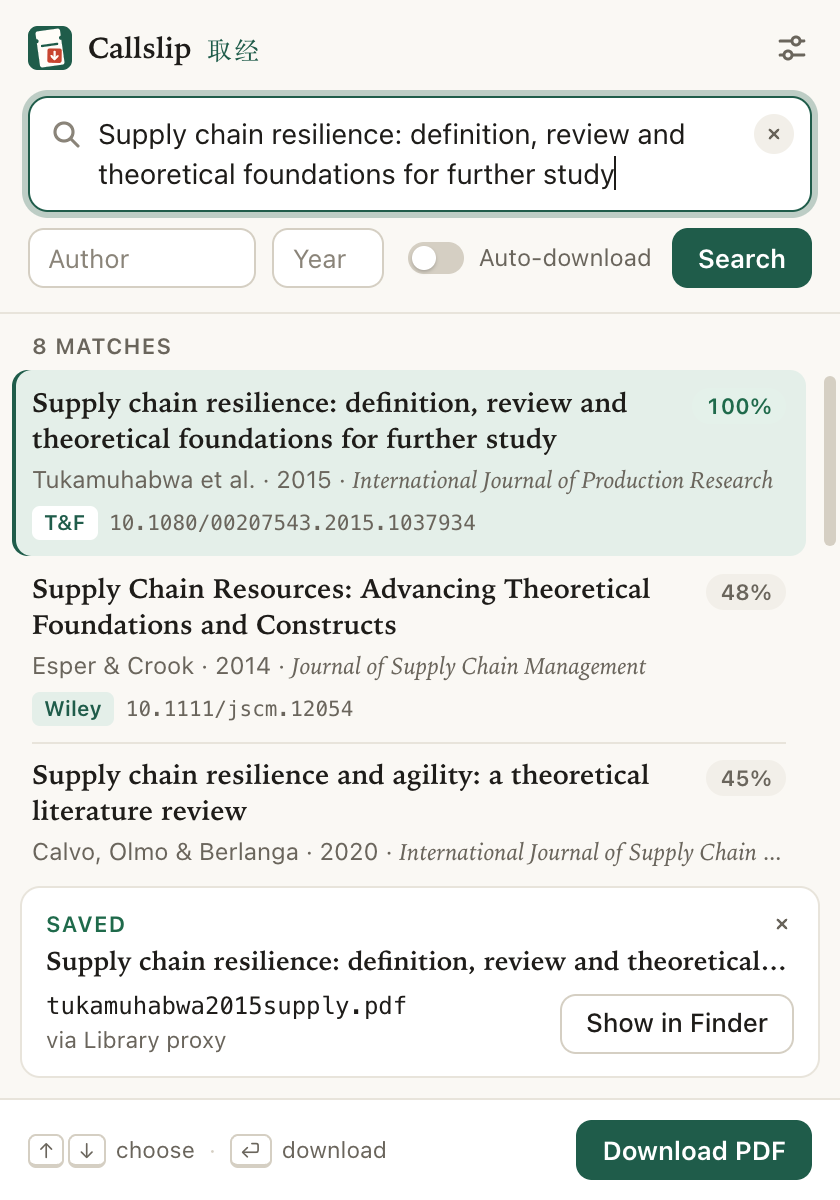 Callslip 取经
Supply chain resilience: definition, review and
theoretical foundations for further study
Author
Year
Auto-download
Search
8 MATCHES
Supply chain resilience: definition, review and
theoretical foundations for further study
100%
Tukamuhabwa et al. · 2015 · International Journal of Production Research
T&F 10.1080/00207543.2015.1037934
Supply Chain Resources: Advancing Theoretical
Foundations and Constructs
48%
Esper & Crook · 2014 · Journal of Supply Chain Management
Wiley 10.1111/jscm.12054
Supply chain resilience and agility: a theoretical
literature review
45%
Calvo, Olmo & Berlanga · 2020 · International Journal of Supply Chain ...
SAVED
Supply chain resilience: definition, review and theoretical...
tukamuhabwa2015supply.pdf
via Library proxy
Show in Finder
↑ ↓ choose · ↵ download
Download PDF